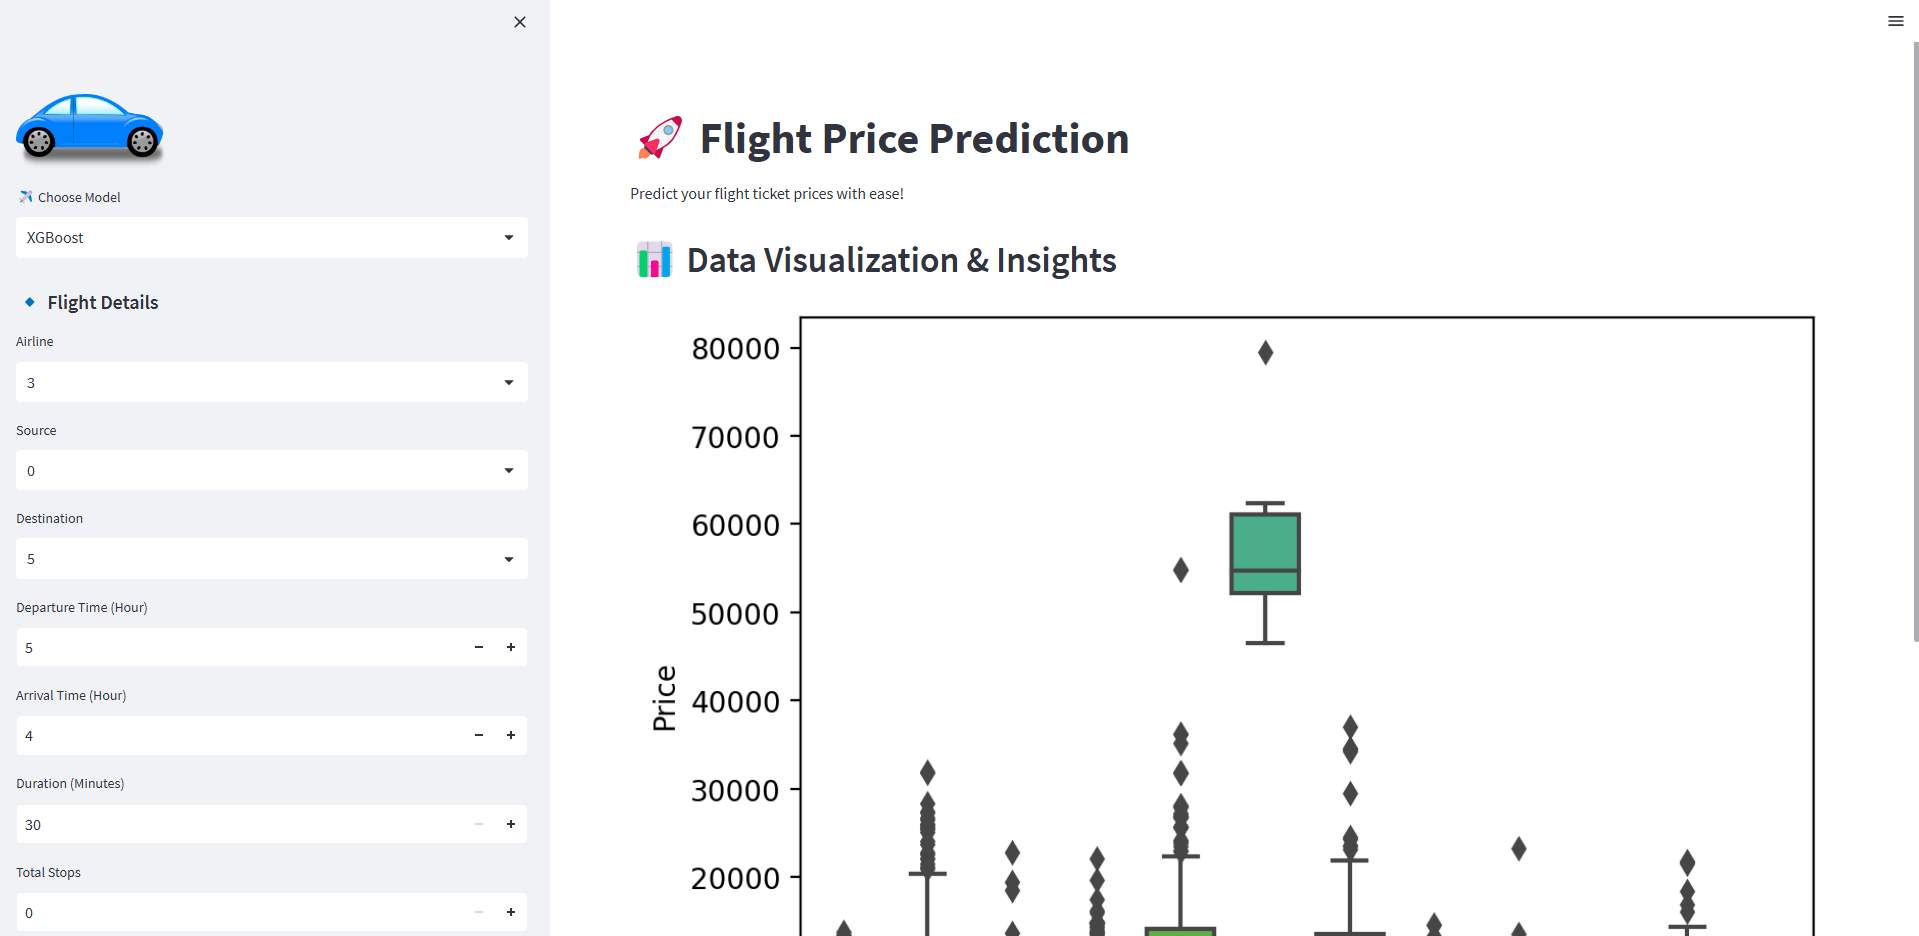 Choose Model
XGBoost
Flight Details
Airline
3
Source
0
Destination
5
Departure Time (Hour)
5
Arrival Time (Hour)
4
Duration (Minutes)
30
Total Stops
0
Flight Price Prediction
Predict your flight ticket prices with ease!
Data Visualization & Insights
80000
70000
60000
50000
40000
30000
20000
Price